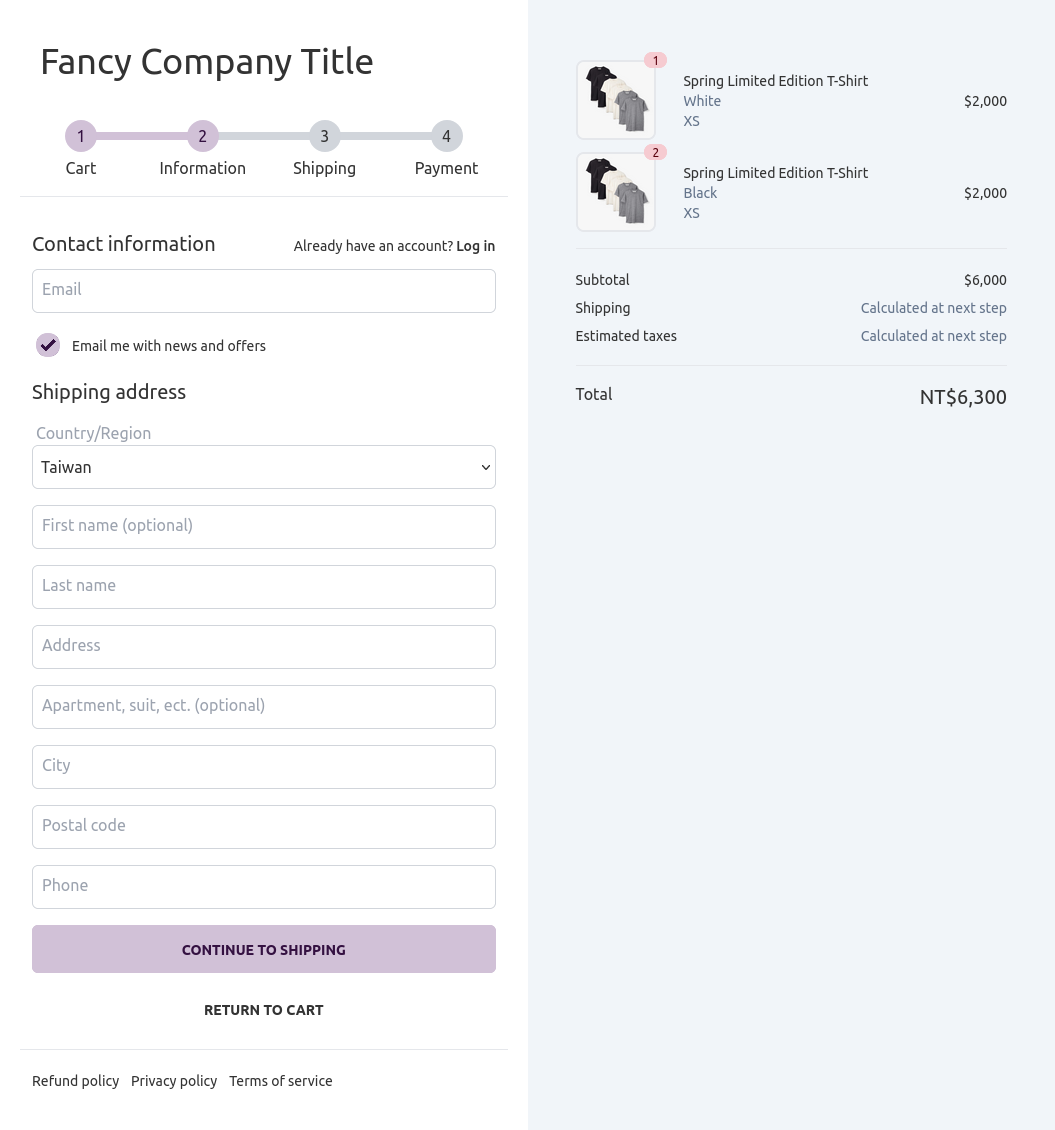 Fancy Company Title
1
2
3
4
Cart
Information
Shipping
Payment
Contact information
Already have an account? Log in
Email
Email me with news and offers
Shipping address
Country/Region
Taiwan
First name (optional)
Last name
Address
Apartment, suit, ect. (optional)
City
Postal code
Phone
CONTINUE TO SHIPPING
RETURN TO CART
Refund policy Privacy policy Terms of service
1
Spring Limited Edition T-Shirt
White
XS
$2,000
2
Spring Limited Edition T-Shirt
Black
XS
$2,000
Subtotal $6,000
Shipping Calculated at next step
Estimated taxes Calculated at next step
Total NT$6,300